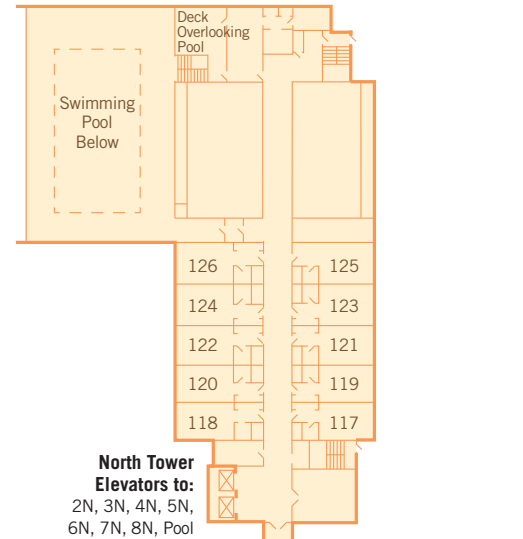 Deck
Overlooking
Pool
Swimming
Pool
Below
126
125
124
123
122
121
120
119
118
117
North Tower
Elevators to:
2N, 3N, 4N, 5N,
6N, 7N, 8N, Pool